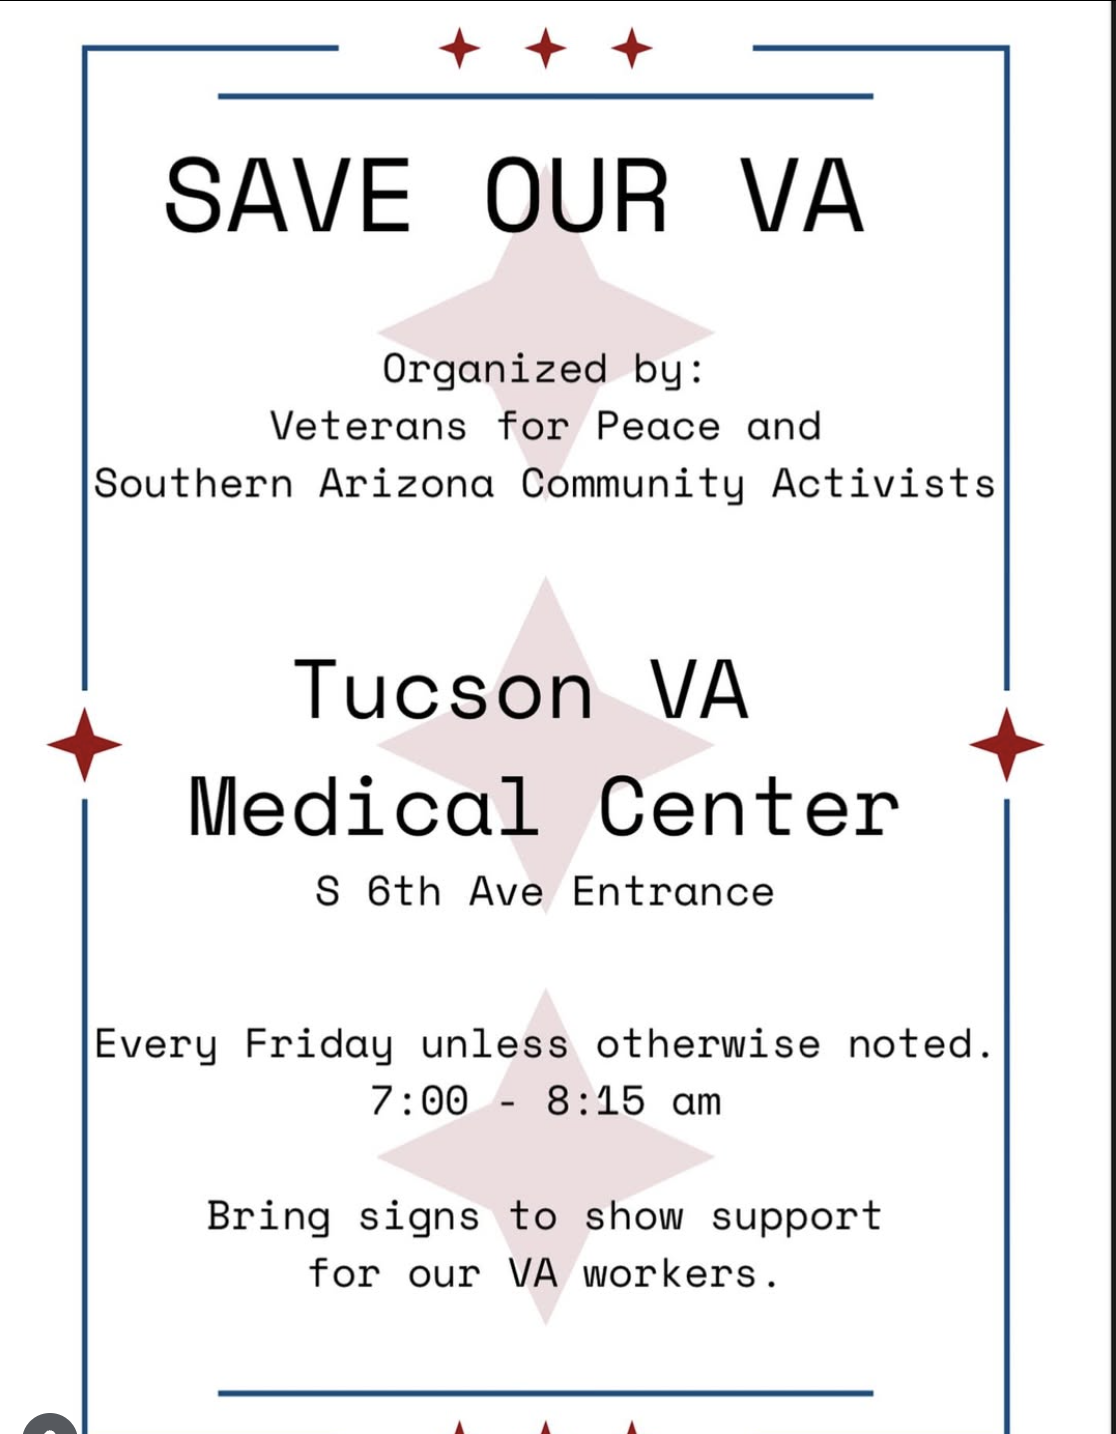 SAVE OUR VA
Organized by:
Veterans for Peace and
Southern Arizona Community Activists
Tucson VA
Medical Center
S 6th Ave Entrance
Every Friday unless otherwise noted.
7:00 - 8:15 am
Bring signs to show support
for our VA workers.